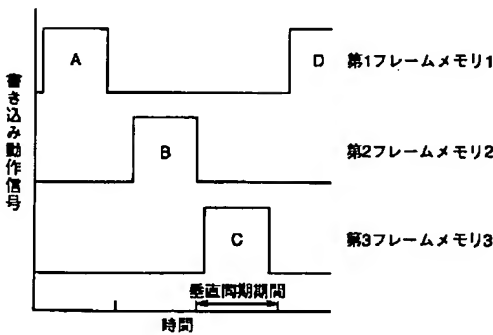 A
D
第1フレームメモリ1
書き込み動作信号
B
第2フレームメモリ2
C
第3フレームメモリ3
垂直同期期間
時間